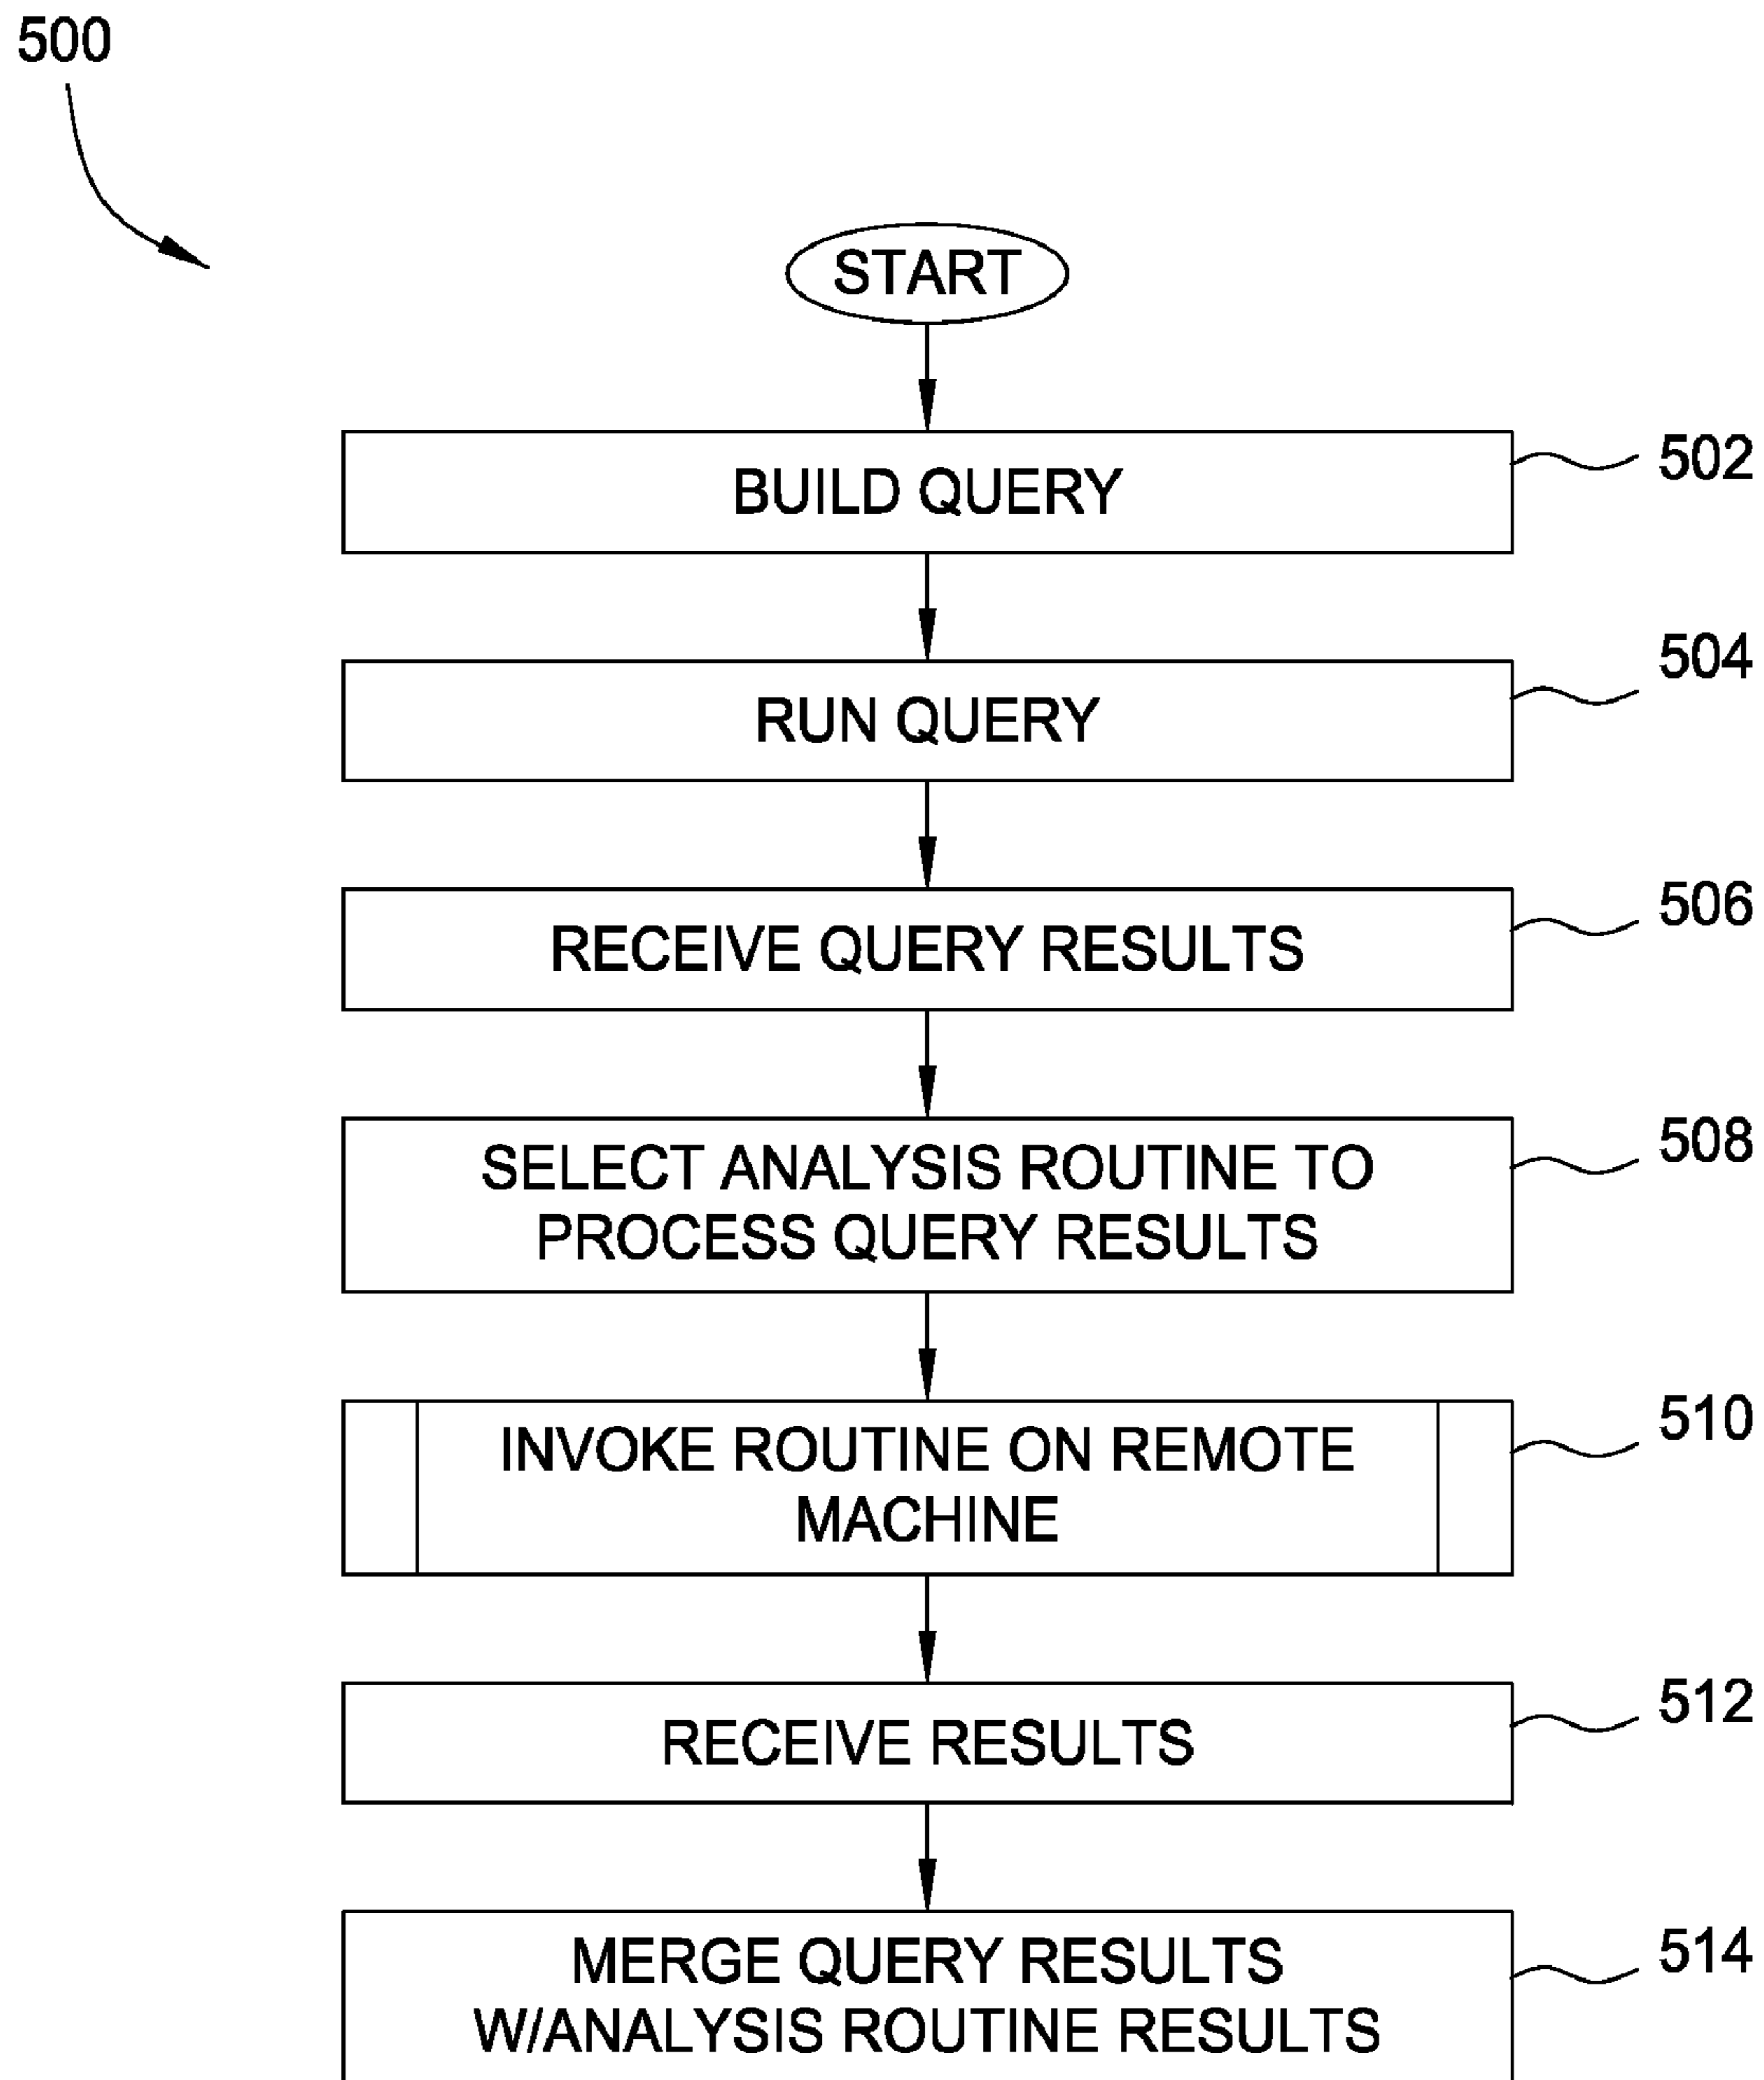 500
START
BUILD QUERY
502
RUN QUERY
504
RECEIVE QUERY RESULTS
506
SELECT ANALYSIS ROUTINE TO
PROCESS QUERY RESULTS
508
INVOKE ROUTINE ON REMOTE
MACHINE
510
RECEIVE RESULTS
512
MERGE QUERY RESULTS
W/ANALYSIS ROUTINE RESULTS
514